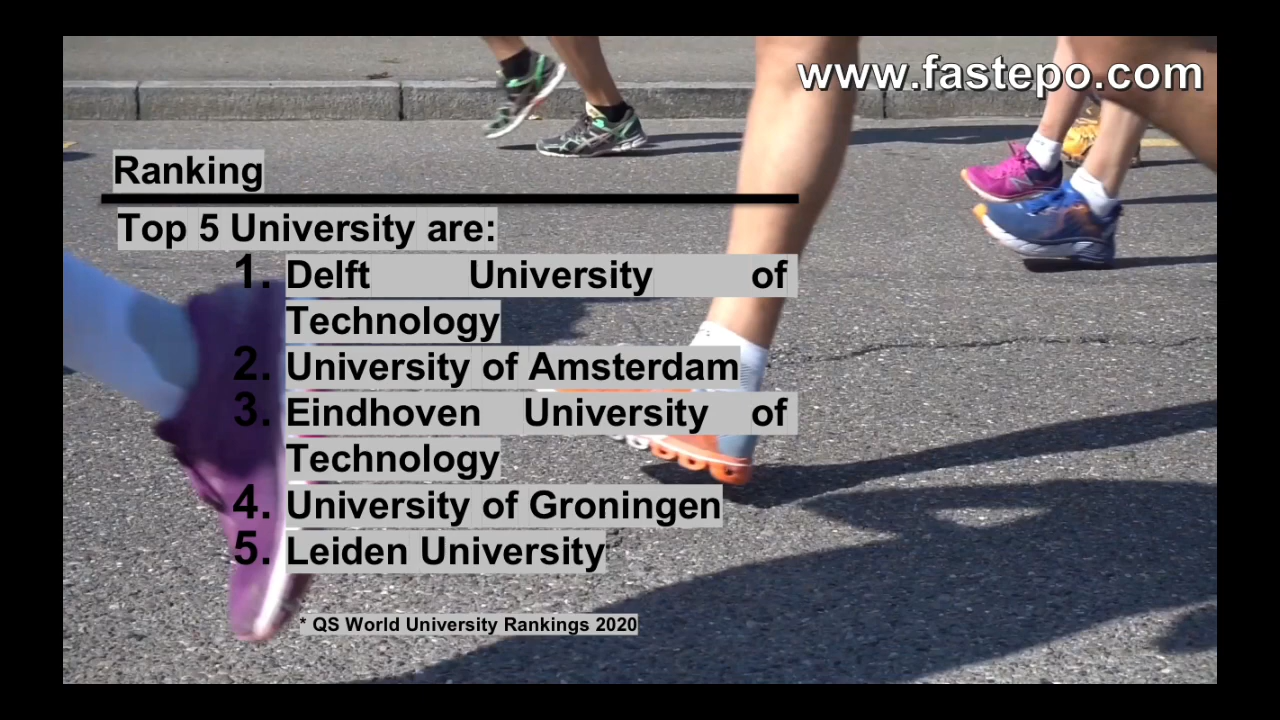 www.fastepo.com
Ranking
Top 5 University are:
1. Delft University of
Technology
2. University of Amsterdam
3. Eindhoven University of
Technology
4. University of Groningen
5. Leiden University
* QS World University Rankings 2020